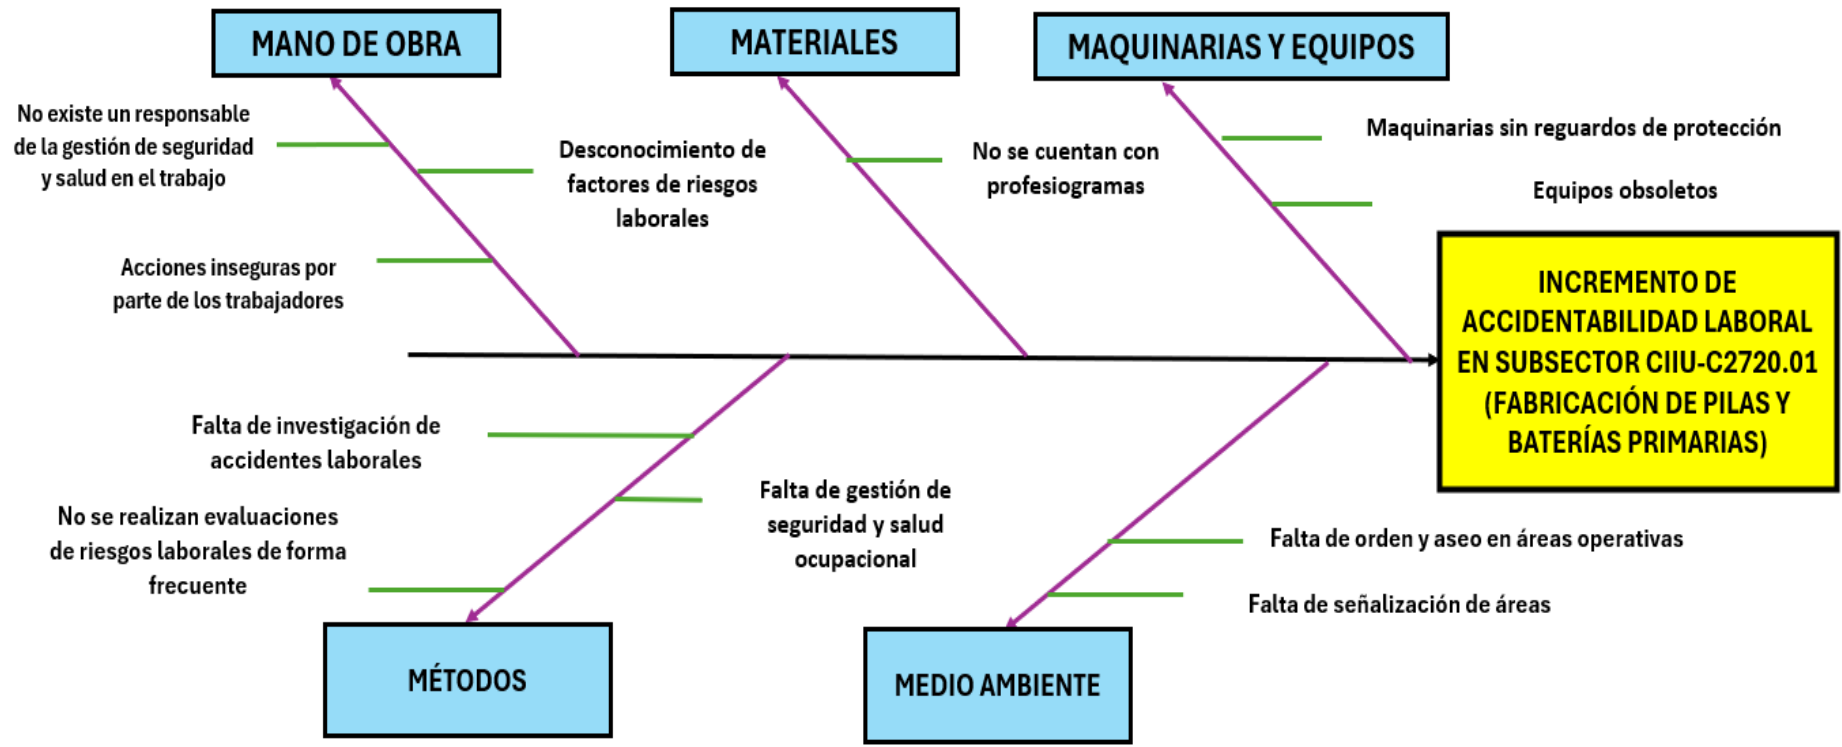 MANO DE OBRA
MATERIALES
MAQUINARIAS Y EQUIPOS
No existe un responsable
de la gestión de seguridad
y salud en el trabajo
Desconocimiento de
factores de riesgos
laborales
Acciones inseguras por
parte de los trabajadores
No se cuentan con
profesiogramas
Maquinarias sin reguardos de protección
Equipos obsoletos
INCREMENTO DE
ACCIDENTABILIDAD LABORAL
EN SUBSECTOR CIIU-C2720.01
(FABRICACIÓN DE PILAS Y
BATERÍAS PRIMARIAS)
Falta de investigación de
accidentes laborales
No se realizan evaluaciones
de riesgos laborales de forma
frecuente
Falta de gestión de
seguridad y salud
ocupacional
Falta de orden y aseo en áreas operativas
Falta de señalización de áreas
MÉTODOS
MEDIO AMBIENTE